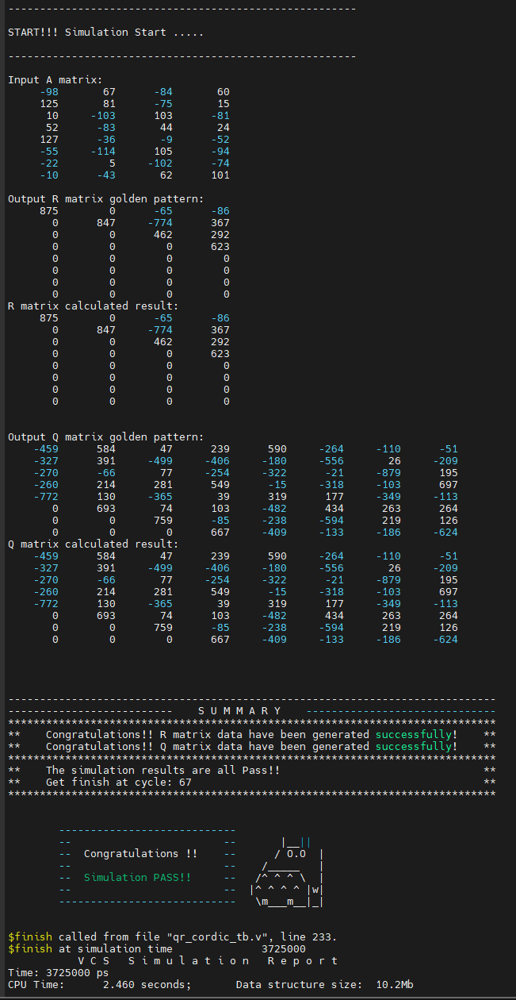 -------------------------------------------------------
START!!! Simulation Start .....
-------------------------------------------------------
Input A matrix:
     -98       67      -84       60
     125       81      -75       15
      10     -103      103      -81
      52      -83       44       24
     127      -36       -9      -52
     -55     -114      105      -94
     -22        5     -102      -74
     -10      -43       62      101
Output R matrix golden pattern:
     875        0      -65      -86
       0      847     -774      367
       0        0      462      292
       0        0        0      623
       0        0        0        0
       0        0        0        0
       0        0        0        0
       0        0        0        0
R matrix calculated result:
     875        0      -65      -86
       0      847     -774      367
       0        0      462      292
       0        0        0      623
       0        0        0        0
       0        0        0        0
       0        0        0        0
       0        0        0        0
Output Q matrix golden pattern:
    -459      584       47      239      590     -264     -110      -51
    -327      391     -499     -406     -180     -556       26     -209
    -270      -66       77     -254     -322      -21     -879      195
    -260      214      281      549      -15     -318     -103      697
    -772      130     -365       39      319      177     -349     -113
       0      693       74      103     -482      434      263      264
       0        0      759      -85     -238     -594      219      126
       0        0        0      667     -409     -133     -186     -624
Q matrix calculated result:
    -459      584       47      239      590     -264     -110      -51
    -327      391     -499     -406     -180     -556       26     -209
    -270      -66       77     -254     -322      -21     -879      195
    -260      214      281      549      -15     -318     -103      697
    -772      130     -365       39      319      177     -349     -113
       0      693       74      103     -482      434      263      264
       0        0      759      -85     -238     -594      219      126
       0        0        0      667     -409     -133     -186     -624
-----------------------------------------------------------------------------
--------------------------    S U M M A R Y    ------------------------------
*****************************************************************************
**    Congratulations!! R matrix data have been generated successfully!    **
**    Congratulations!! Q matrix data have been generated successfully!    **
*****************************************************************************
**    The simulation results are all Pass!!                                **
**    Get finish at cycle: 67                                              **
*****************************************************************************
        ----------------------------
        --                        --       |__||
        --  Congratulations !!    --      / O.O  |
        --                        --    /_____   |
        --  Simulation PASS!!     --   /^ ^ ^ \  |
        --                        --  |^ ^ ^ ^ |w|
        ----------------------------   \m___m__|_|
$finish called from file "qr_cordic_tb.v", line 233.
$finish at simulation time              3725000
           V C S   S i m u l a t i o n   R e p o r t
Time: 3725000 ps
CPU Time:      2.460 seconds;       Data structure size:  10.2Mb